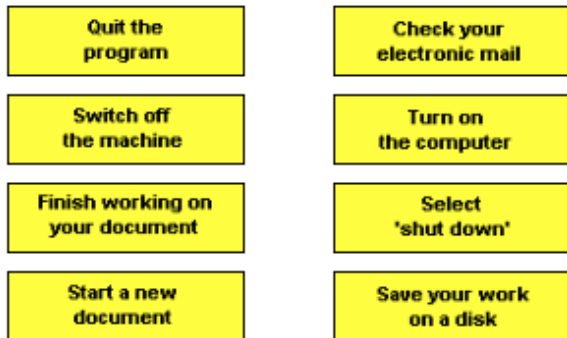 Quit the
program
Check your
electronic mail
Switch off
the machine
Turn on
the computer
Finish working on
your document
Select
'shut down'
Start a new
document
Save your work
on a disk